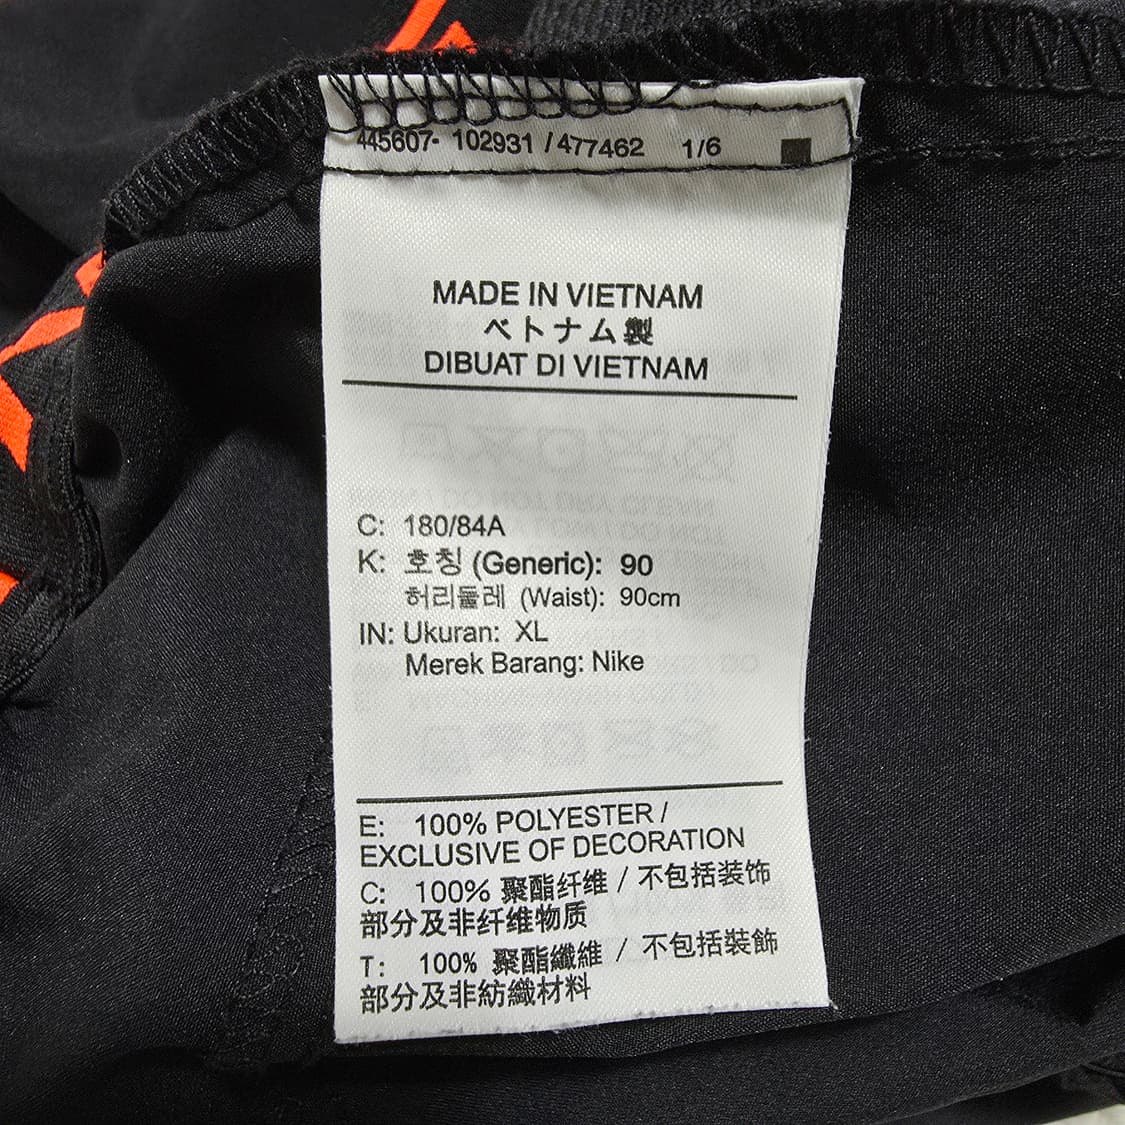 445607- 102931 / 477462 1/6
MADE IN VIETNAM
ベトナム製
DIBUAT DI VIETNAM
C: 180/84A
K: 호칭 (Generic): 90
허리둘레 (Waist): 90cm
IN: Ukuran: XL
Merek Barang: Nike
E: 100% POLYESTER /
EXCLUSIVE OF DECORATION
C: 100% 聚酯纤维 / 不包括装饰
部分及非纤维物质
T: 100% 聚酯纖維 / 不包括裝飾
部分及非紡織材料